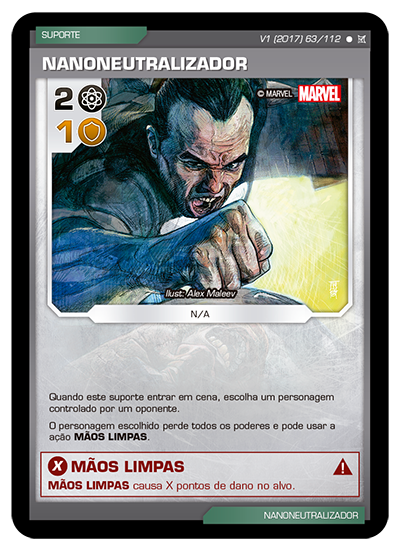 SUPORTE
V1 (2017) 63/112
NANONEUTRALIZADOR
2
© MARVEL MARVEL
1
Ilust: Alex Maleev
N/A
Quando este suporte entrar em cena, escolha um personagem
controlado por um oponente.
O personagem escolhido perde todos os poderes e pode usar a
ação MÃOS LIMPAS.
X MÃOS LIMPAS
MÃOS LIMPAS causa X pontos de dano no alvo.
NANONEUTRALIZADOR